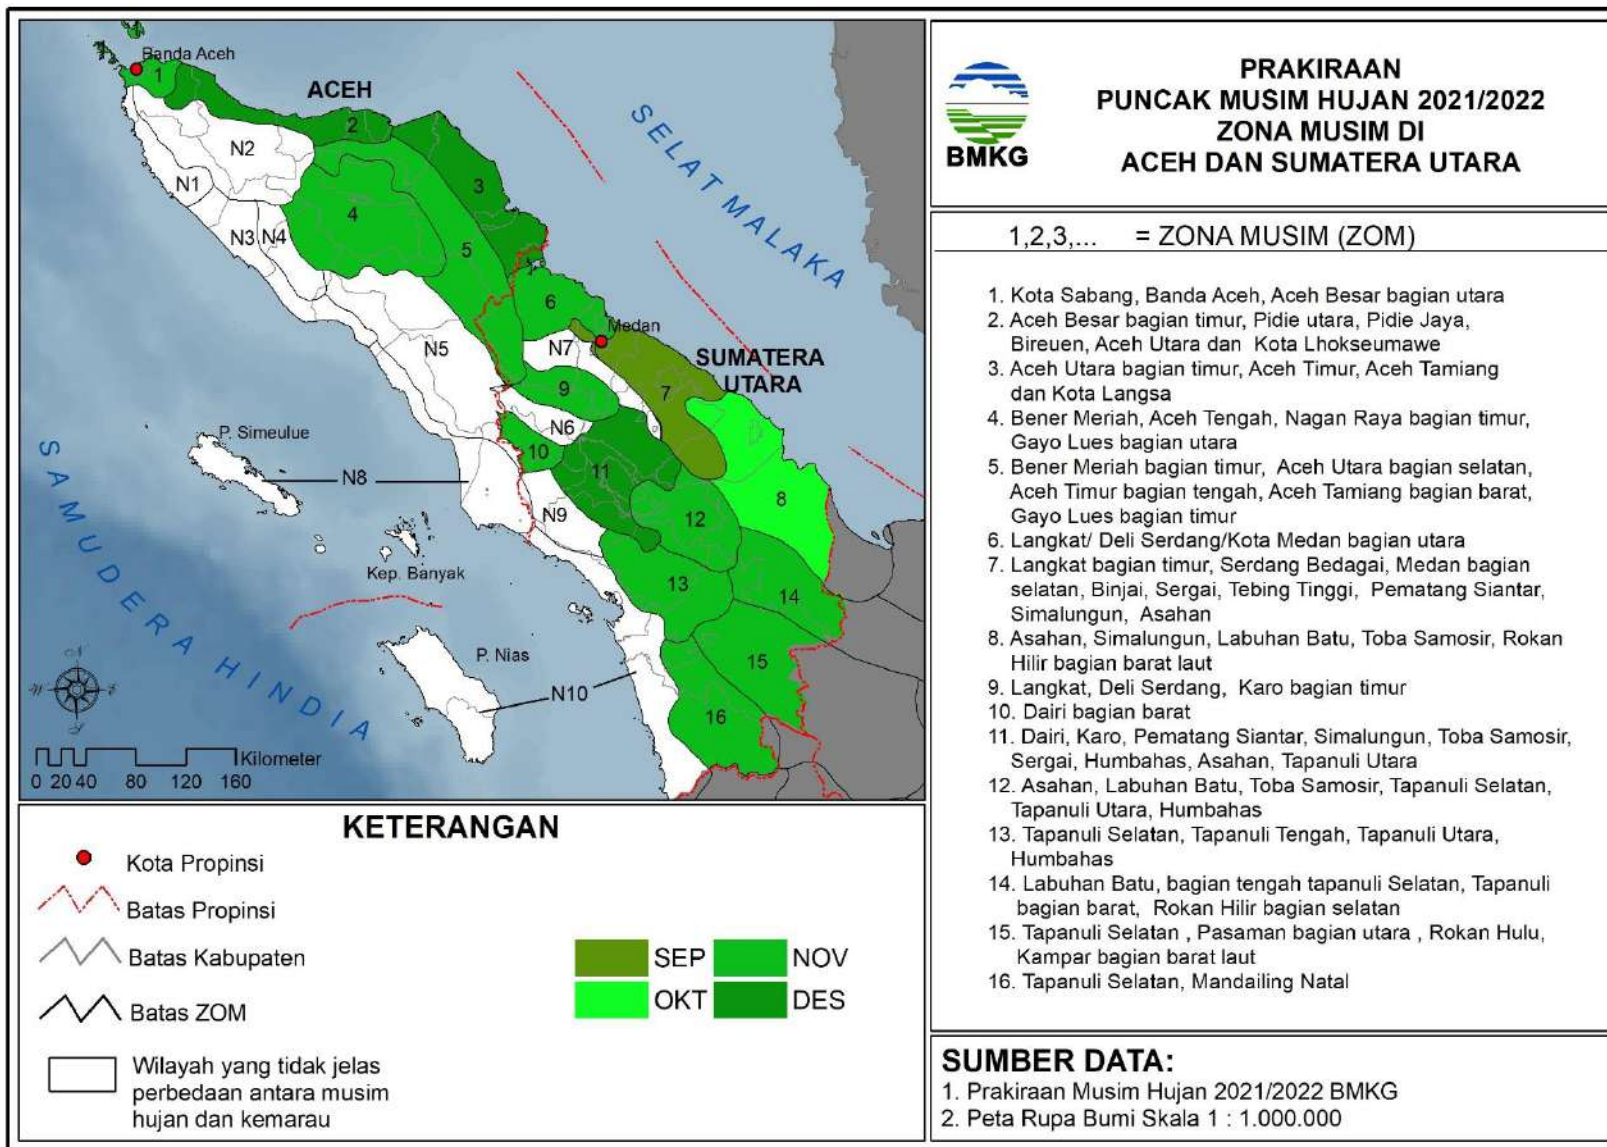 Banda Aceh
1
ACEH
2
N2
N1
3
4
N3
N4
5
SELAT MALAKA
6
Medan
N5
N7
SUMATERA
UTARA
9
7
N6
P. Simeulue
10
11
N8
8
N9
12
Kep. Banyak
13
14
SAMUDERA HINDIA
P. Nias
15
N10
16
Kilometer
0 20 40 80 120 160
BMKG
PRAKIRAAN
PUNCAK MUSIM HUJAN 2021/2022
ZONA MUSIM DI
ACEH DAN SUMATERA UTARA
1,2,3,... = ZONA MUSIM (ZOM)
1. Kota Sabang, Banda Aceh, Aceh Besar bagian utara
2. Aceh Besar bagian timur, Pidie utara, Pidie Jaya,
Bireuen, Aceh Utara dan Kota Lhokseumawe
3. Aceh Utara bagian timur, Aceh Timur, Aceh Tamiang
dan Kota Langsa
4. Bener Meriah, Aceh Tengah, Nagan Raya bagian timur,
Gayo Lues bagian utara
5. Bener Meriah bagian timur, Aceh Utara bagian selatan,
Aceh Timur bagian tengah, Aceh Tamiang bagian barat,
Gayo Lues bagian timur
6. Langkat/ Deli Serdang/Kota Medan bagian utara
7. Langkat bagian timur, Serdang Bedagai, Medan bagian
selatan, Binjai, Sergai, Tebing Tinggi, Pematang Siantar,
Simalungun, Asahan
8. Asahan, Simalungun, Labuhan Batu, Toba Samosir, Rokan
Hilir bagian barat laut
9. Langkat, Deli Serdang, Karo bagian timur
10. Dairi bagian barat
11. Dairi, Karo, Pematang Siantar, Simalungun, Toba Samosir,
Sergai, Humbahas, Asahan, Tapanuli Utara
12. Asahan, Labuhan Batu, Toba Samosir, Tapanuli Selatan,
Tapanuli Utara, Humbahas
13. Tapanuli Selatan, Tapanuli Tengah, Tapanuli Utara,
Humbahas
14. Labuhan Batu, bagian tengah tapanuli Selatan, Tapanuli
bagian barat, Rokan Hilir bagian selatan
15. Tapanuli Selatan , Pasaman bagian utara , Rokan Hulu,
Kampar bagian barat laut
16. Tapanuli Selatan, Mandailing Natal
KETERANGAN
Kota Propinsi
Batas Propinsi
Batas Kabupaten
Batas ZOM
Wilayah yang tidak jelas
perbedaan antara musim
hujan dan kemarau
SEP NOV
OKT DES
SUMBER DATA:
1. Prakiraan Musim Hujan 2021/2022 BMKG
2. Peta Rupa Bumi Skala 1 : 1.000.000